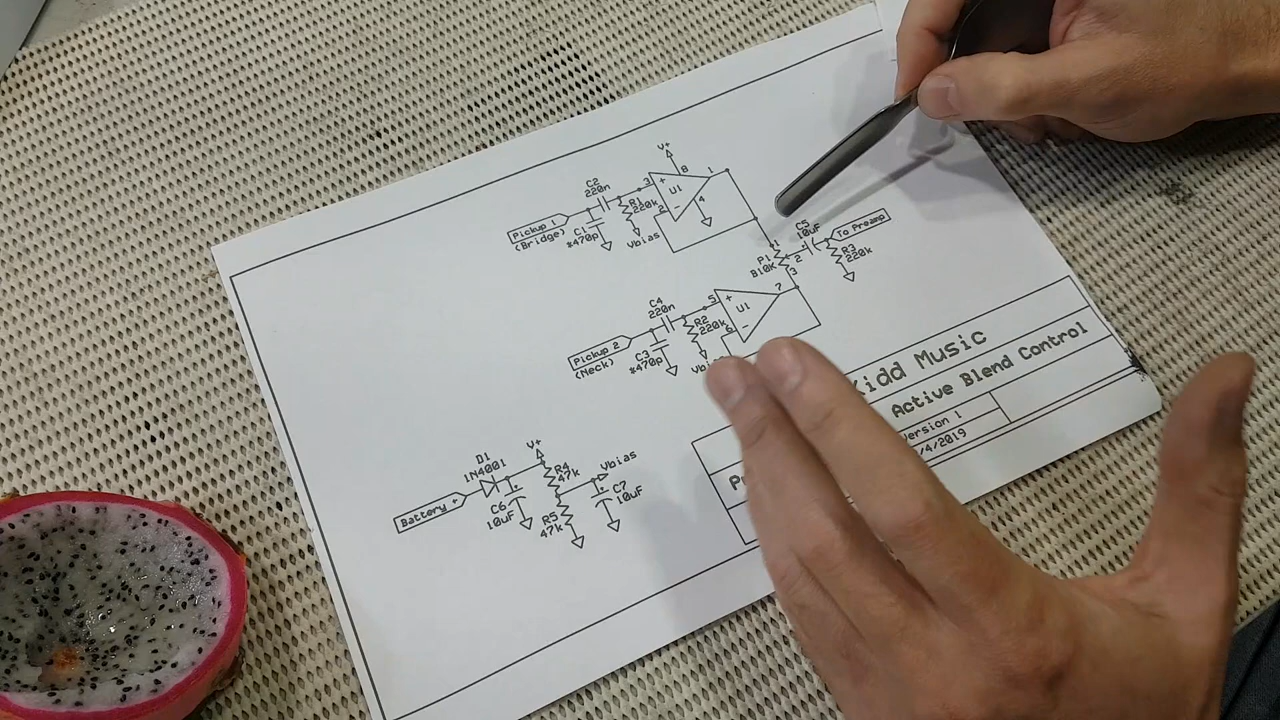 V+
8
1
C2
220n
3
U1
R1
220k
2
4
Pickup 1
(Bridge)
C1
*470p
Vbias
C5
10uF
To Preamp
1
P1
B10K
2
3
R3
220k
C4
220n
5
U1
7
R2
220k
6
Pickup 2
(Neck)
C3
*470p
Kidd Music
Active Blend Control
Version 1
/4/2019
V+
D1
1N4001
R4
47k
Vbias
Battery +
C6
10uF
C7
10uF
R5
47k